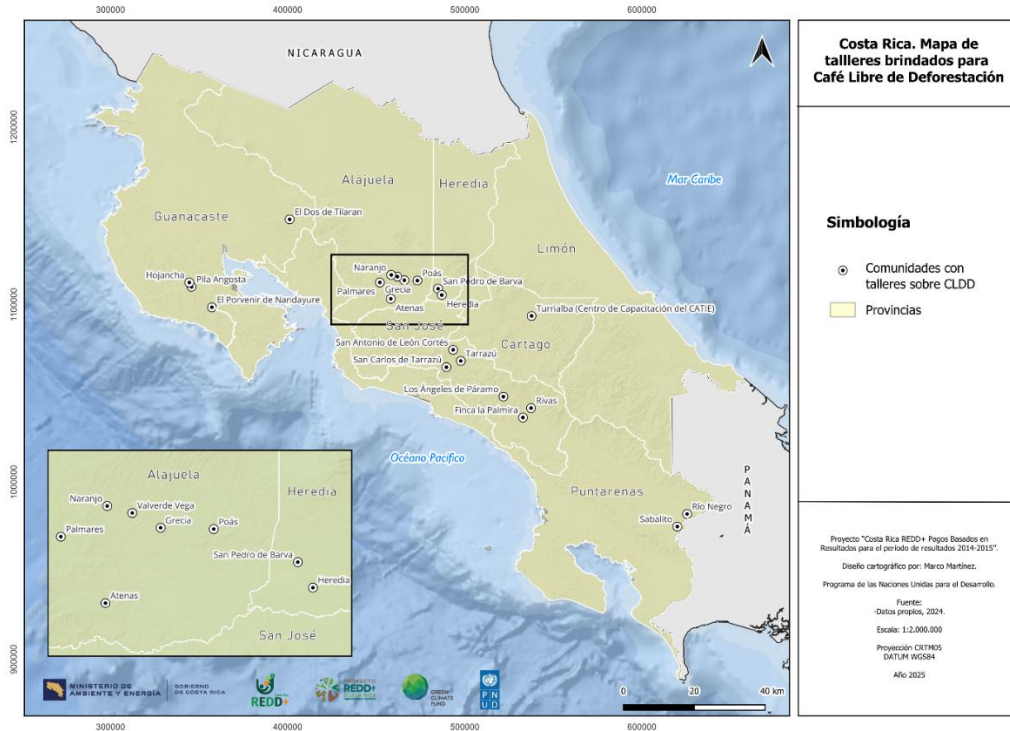 300000
400000
500000
600000
1200000
1100000
1000000
900000
NICARAGUA
Mar Caribe
Alajuela
Heredia
Guanacaste
Limón
El Dos de Tilaran
Hojancha
Pila Angosta
El Porvenir de Nandayure
Naranjo
Poás
San Pedro de Barva
Palmares
Grecia
Heredia
Atenas
San José
Turrialba (Centro de Capacitación del CATIE)
Cartago
San Antonio de León Cortés
Tarrazú
San Carlos de Tarrazú
Los Ángeles de Páramo
Rivas
Finca la Palmira
Océano Pacífico
Puntarenas
Río Negro
Sabalito
PANAMÁ
Alajuela
Heredia
Naranjo
Valverde Vega
Grecia
Poás
Palmares
San Pedro de Barva
Heredia
Atenas
San José
MINISTERIO DE
AMBIENTE Y ENERGÍA
GOBIERNO
DE COSTA RICA
REDD+
PROYECTO
REDD+
COSTA RICA
GREEN
CLIMATE
FUND
P N
U D
0 20 40 km
300000
400000
500000
600000
Costa Rica. Mapa de
tallleres brindados para
Café Libre de Deforestación
Simbología
Comunidades con
talleres sobre CLDD
Provincias
Proyecto "Costa Rica REDD+ Pagos Basados en
Resultados para el período de resultados 2014-2015".
Diseño cartográfico por: Marco Martínez.
Programa de las Naciones Unidas para el Desarrollo.
Fuente:
-Datos propios, 2024.
Escala: 1:2.000.000
Proyección CRTM05
DATUM WGS84
Año 2025